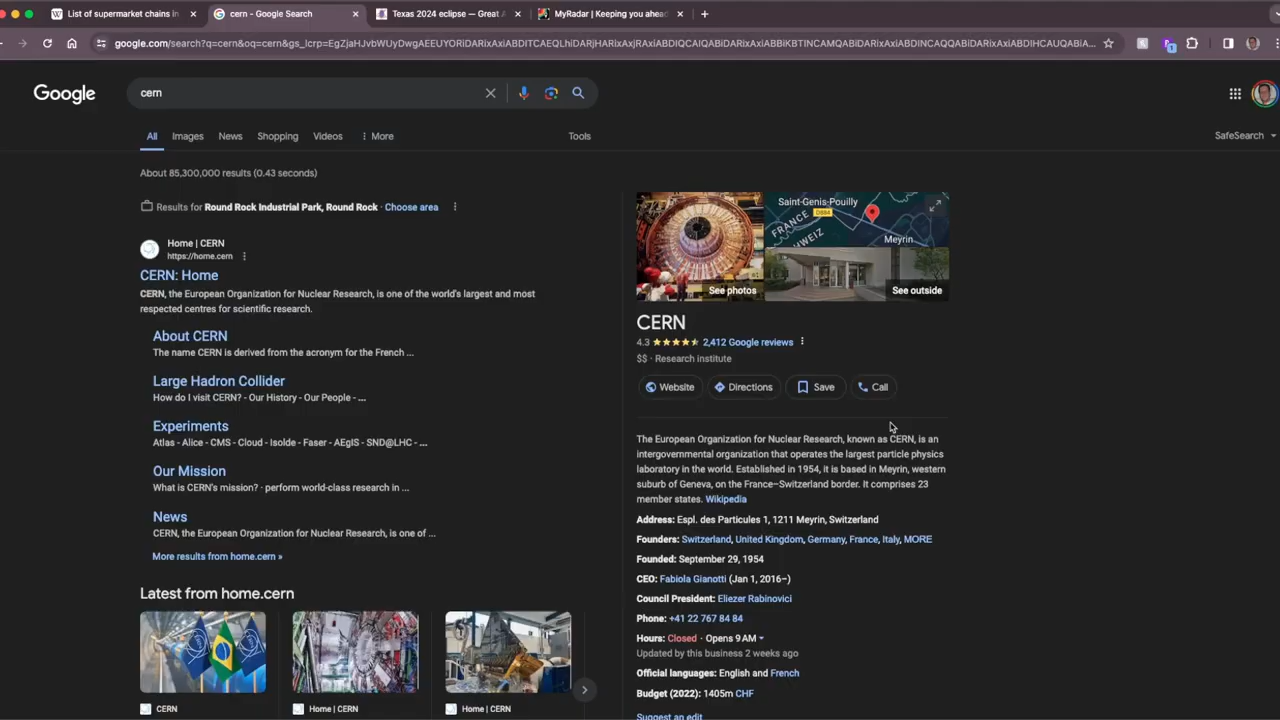 List of supermarket chains in
cern - Google Search
Texas 2024 eclipse — Great A
MyRadar | Keeping you ahead
google.com/search?q=cern&oq=cern&gs_lcrp=
Google
cern
All
Images
News
Shopping
Videos
More
Tools
SafeSearch
About 85,300,000 results (0.43 seconds)
Results for Round Rock Industrial Park, Round Rock · Choose area
Home | CERN
https://home.cern
CERN: Home
CERN, the European Organization for Nuclear Research, is one of the world's largest and most
respected centres for scientific research.
About CERN
The name CERN is derived from the acronym for the French ...
Large Hadron Collider
How do I visit CERN? - Our History - Our People - ...
Experiments
Atlas - Alice - CMS - Cloud - Isolde - Faser - AEgIS - SND@LHC - ...
Our Mission
What is CERN's mission? · perform world-class research in ...
News
CERN, the European Organization for Nuclear Research, is one of ...
More results from home.cern »
Latest from home.cern
CERN
Home | CERN
Home | CERN
Saint-Genis-Pouilly
D884
FRANCE
WEIZ
Meyrin
See photos
See outside
CERN
4.3 ★★★★★ 2,412 Google reviews
$$ · Research institute
Website
Directions
Save
Call
The European Organization for Nuclear Research, known as CERN, is an
intergovernmental organization that operates the largest particle physics
laboratory in the world. Established in 1954, it is based in Meyrin, western
suburb of Geneva, on the France–Switzerland border. It comprises 23
member states. Wikipedia
Address: Espl. des Particules 1, 1211 Meyrin, Switzerland
Founders: Switzerland, United Kingdom, Germany, France, Italy, MORE
Founded: September 29, 1954
CEO: Fabiola Gianotti (Jan 1, 2016–)
Council President: Eliezer Rabinovici
Phone: +41 22 767 84 84
Hours: Closed · Opens 9 AM
Updated by this business 2 weeks ago
Official languages: English and French
Budget (2022): 1405m CHF
Suggest an edit